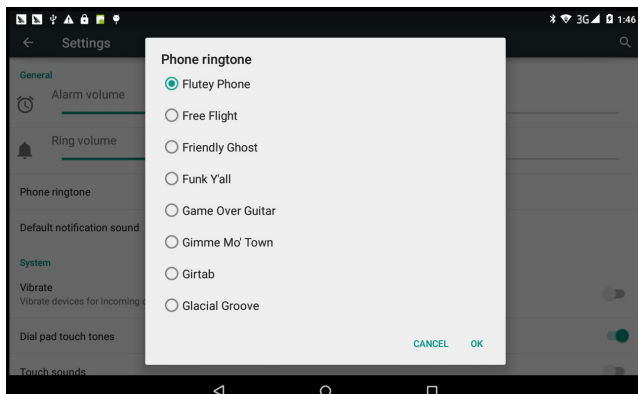 3G 1:46
Settings
General
Alarm volume
Ring volume
Phone ringtone
Default notification sound
System
Vibrate
Vibrate devices for incoming
Dial pad touch tones
Touch sounds
Phone ringtone
Flutey Phone
Free Flight
Friendly Ghost
Funk Y'all
Game Over Guitar
Gimme Mo' Town
Girtab
Glacial Groove
CANCEL OK